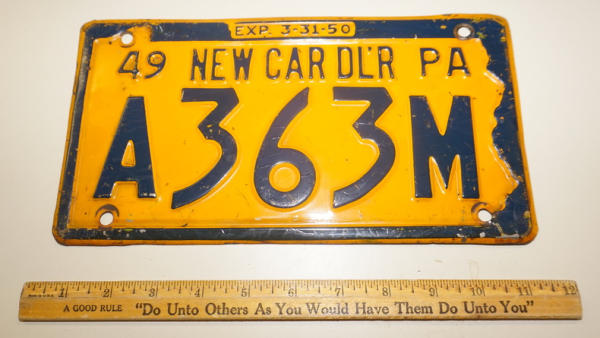 EXP. 3-31-50
49 NEW CAR DL'R PA
A363M
1 2 3 4 5 6 7 8 9 10 11 12
A GOOD RULE "Do Unto Others As You Would Have Them Do Unto You"